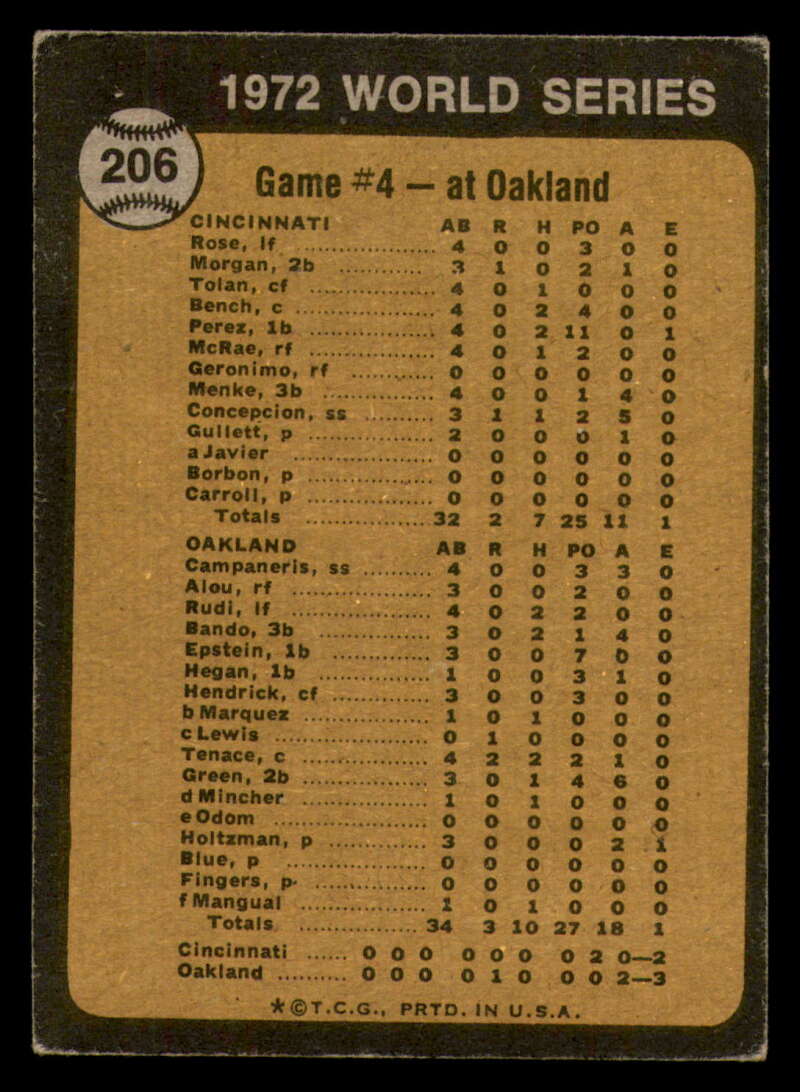 1972 WORLD SERIES
206
Game #4 — at Oakland
CINCINNATI AB R H PO A E
Rose, lf .................... 4 0 0 3 0 0
Morgan, 2b ............ 3 1 0 2 1 0
Tolan, cf .................. 4 0 1 0 0 0
Bench, c .................... 4 0 2 4 0 0
Perez, 1b .................. 4 0 2 11 0 1
McRae, rf .................. 4 0 1 2 0 0
Geronimo, rf ............ 0 0 0 0 0 0
Menke, 3b ................ 4 0 0 1 4 0
Concepcion, ss .......... 3 1 1 2 5 0
Gullett, p .................. 2 0 0 0 1 0
a Javier .................... 0 0 0 0 0 0
Borbon, p .................. 0 0 0 0 0 0
Carroll, p .................. 0 0 0 0 0 0
Totals ................. 32 2 7 25 11 1
OAKLAND AB R H PO A E
Campaneris, ss .......... 4 0 0 3 3 0
Alou, rf .................... 3 0 0 2 0 0
Rudi, lf .................... 4 0 2 2 0 0
Bando, 3b ................ 3 0 2 1 4 0
Epstein, 1b .............. 3 0 0 7 0 0
Hegan, 1b ................ 1 0 0 3 1 0
Hendrick, cf .............. 3 0 0 3 0 0
b Marquez .................. 1 0 1 0 0 0
c Lewis ...................... 0 1 0 0 0 0
Tenace, c .................. 4 2 2 2 1 0
Green, 2b .................. 3 0 1 4 6 0
d Mincher .................. 1 0 1 0 0 0
e Odom ...................... 0 0 0 0 0 0
Holtzman, p .............. 3 0 0 0 2 1
Blue, p .................... 0 0 0 0 0 0
Fingers, p ................ 0 0 0 0 0 0
f Mangual .................. 1 0 1 0 0 0
Totals ................. 34 3 10 27 18 1
Cincinnati ...... 0 0 0 0 0 0 0 2 0—2
Oakland .......... 0 0 0 0 1 0 0 0 2—3
*©T.C.G., PRTD. IN U.S.A.